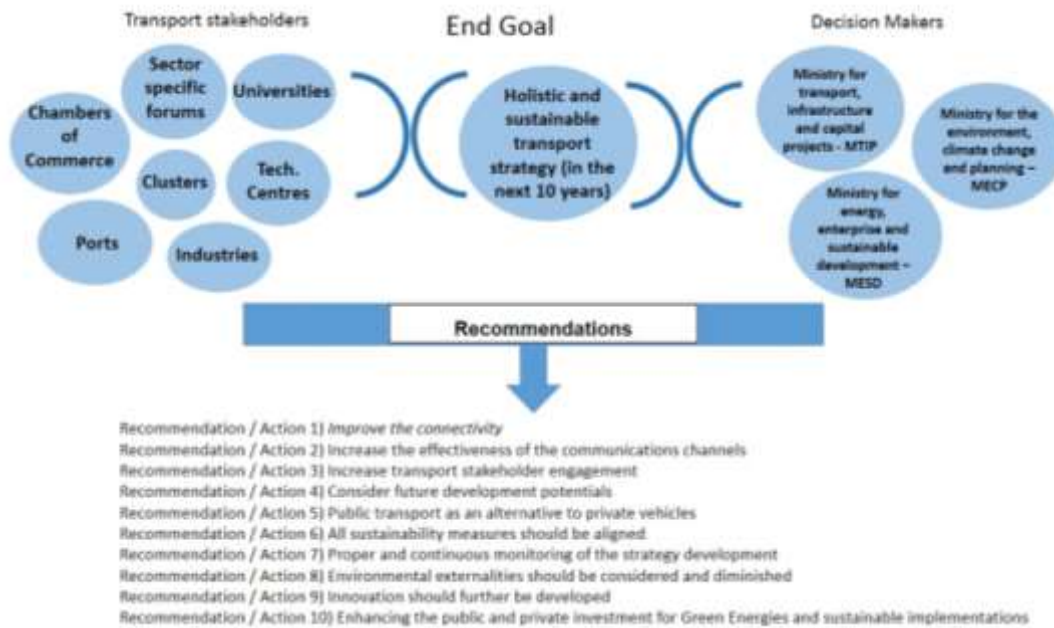 Transport stakeholders
End Goal
Decision Makers
Sector
specific
forums
Universities
Chambers
of
Commerce
Clusters
Tech.
Centres
Ports
Industries
Holistic and
sustainable
transport
strategy (in the
next 10 years)
Ministry for
transport,
infrastructure
and capital
projects - MTIP
Ministry for the
environment,
climate change
and planning –
MECP
Ministry for
energy,
enterprise and
sustainable
development –
MESD
Recommendations
Recommendation / Action 1) Improve the connectivity
Recommendation / Action 2) Increase the effectiveness of the communications channels
Recommendation / Action 3) Increase transport stakeholder engagement
Recommendation / Action 4) Consider future development potentials
Recommendation / Action 5) Public transport as an alternative to private vehicles
Recommendation / Action 6) All sustainability measures should be aligned
Recommendation / Action 7) Proper and continuous monitoring of the strategy development
Recommendation / Action 8) Environmental externalities should be considered and diminished
Recommendation / Action 9) Innovation should further be developed
Recommendation / Action 10) Enhancing the public and private investment for Green Energies and sustainable implementations